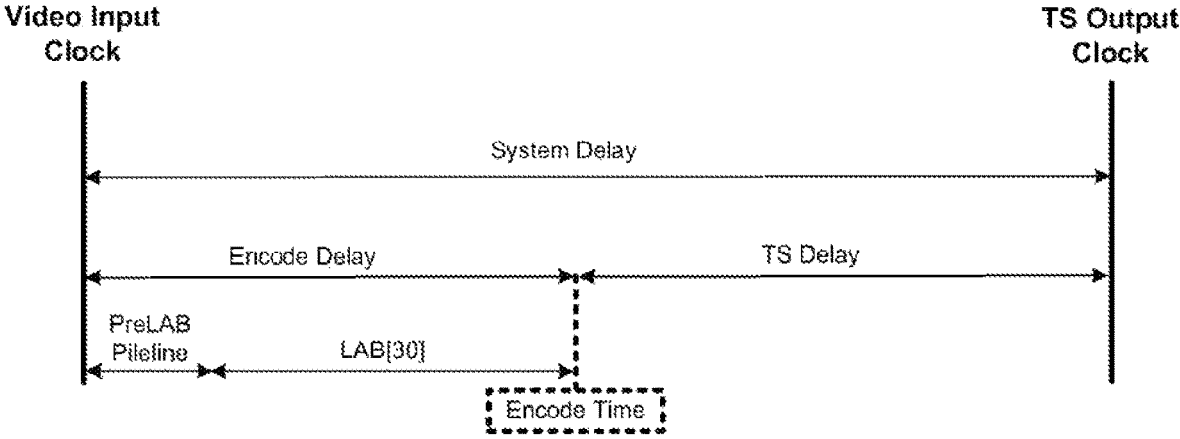 Video Input
Clock
TS Output
Clock
System Delay
Encode Delay
TS Delay
PreLAB
Pileline
LAB[30]
Encode Time